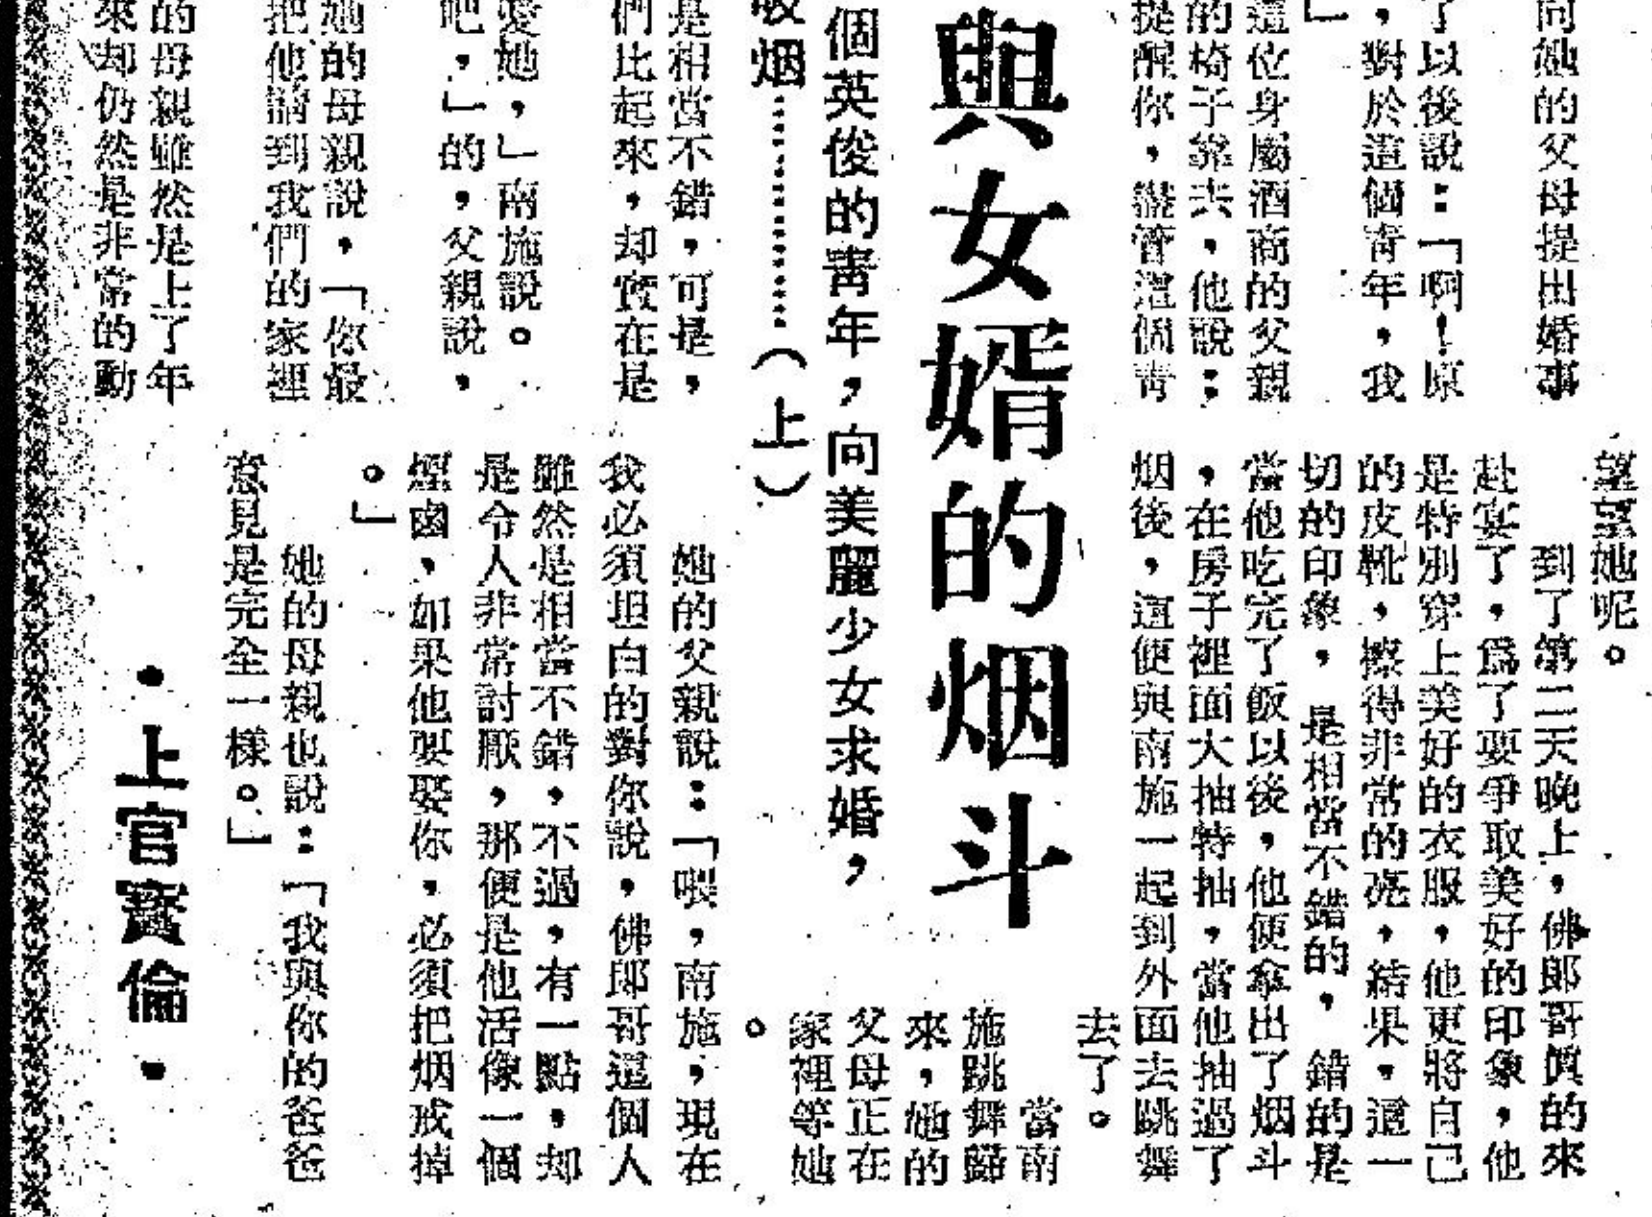 向她的父母提出婚事
了以後說：「啊！原
，對於這個靑年，我
」
這位身屬酒商的父親
的椅子靠去，他說：
提醒你，儘管這個靑
與女婿的烟斗
個英俊的靑年，向美麗少女求婚，
吸烟…………（上）
是相當不錯，可是，
們比起來，却實在是
愛她，」南施說。
吧，」的，父親說，
她的母親說，「你最
把他請到我們的家裡
的母親雖然是上了年
來却仍然是非常的動
望望她呢。
到了第二天晚上，佛郎哥眞的來
赴宴了，爲了要爭取美好的印象，他
是特別穿上美好的衣服，他更將自己
的皮靴，擦得非常的亮，結果，這一
切的印象，是相當不錯的，錯的是
當他吃完了飯以後，他便拿出了烟斗
，在房子裡面大抽特抽，當他抽過了
烟後，這便與南施一起到外面去跳舞
去了。
當南
施跳舞歸
來，她的
父母正在
家裡等她
。
她的父親說：「喂，南施，現在
我必須坦白的對你說，佛郎哥這個人
雖然是相當不錯，不過，有一點，却
是令人非常討厭，那便是他活像一個
煙鹵，如果他要娶你，必須把烟戒掉
。」
她的母親也說：「我與你的爸爸
意見是完全一樣。」
•上官寶倫•